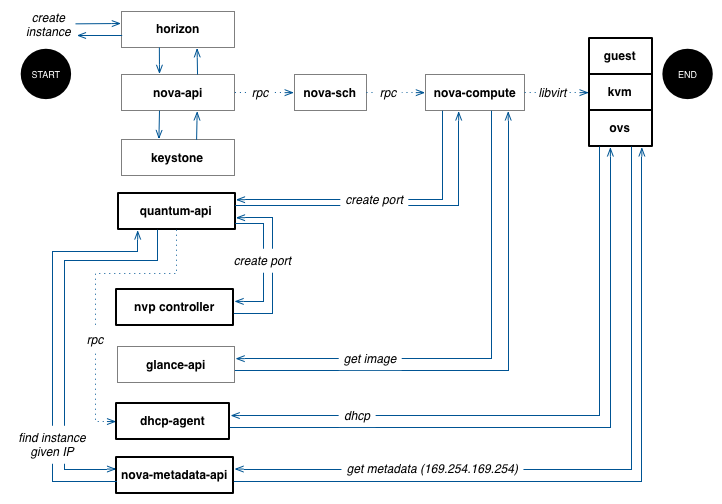 create
instance
horizon
START
nova-api
rpc
nova-sch
rpc
nova-compute
libvirt
guest
kvm
ovs
END
keystone
quantum-api
create port
create port
nvp controller
rpc
glance-api
get image
dhcp-agent
dhcp
find instance
given IP
nova-metadata-api
get metadata (169.254.169.254)